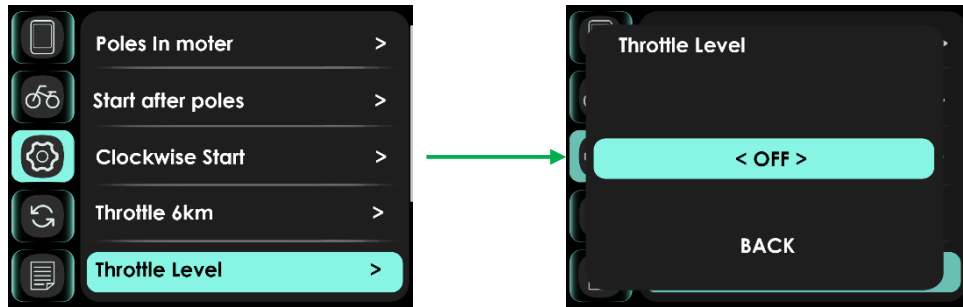 Poles In moter >
Start after poles >
Clockwise Start >
Throttle 6km >
Throttle Level >
Throttle Level
< OFF >
BACK